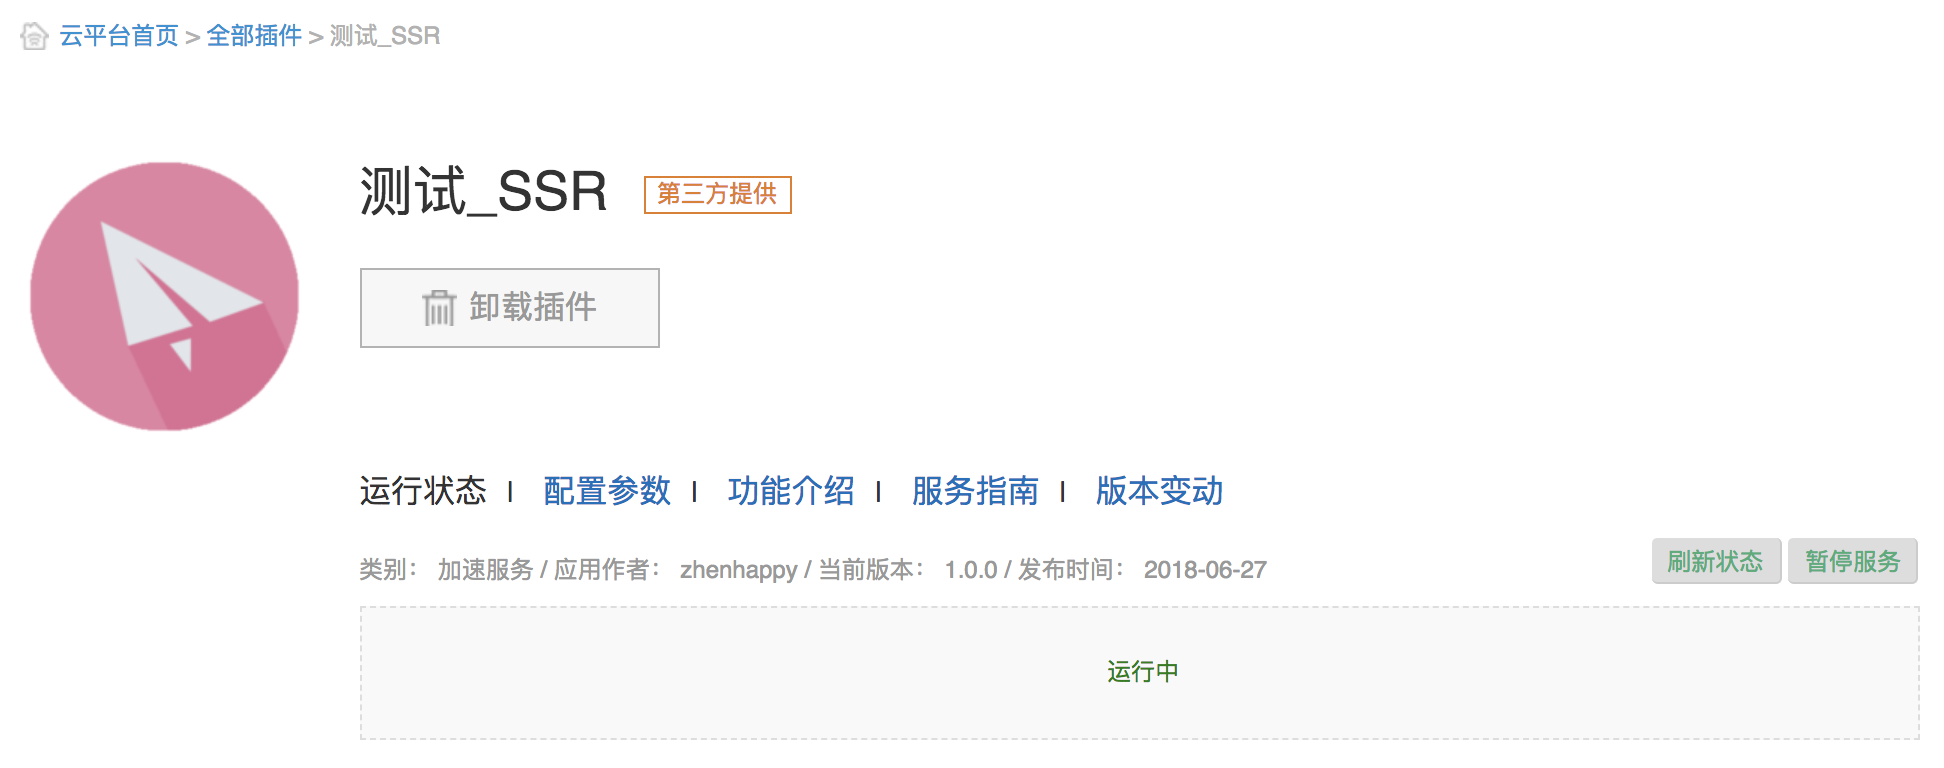 云平台首页 > 全部插件 > 测试_SSR
测试_SSR 第三方提供
卸载插件
运行状态 | 配置参数 | 功能介绍 | 服务指南 | 版本变动
类别： 加速服务 / 应用作者： zhenhappy / 当前版本： 1.0.0 / 发布时间： 2018-06-27 刷新状态 暂停服务
运行中